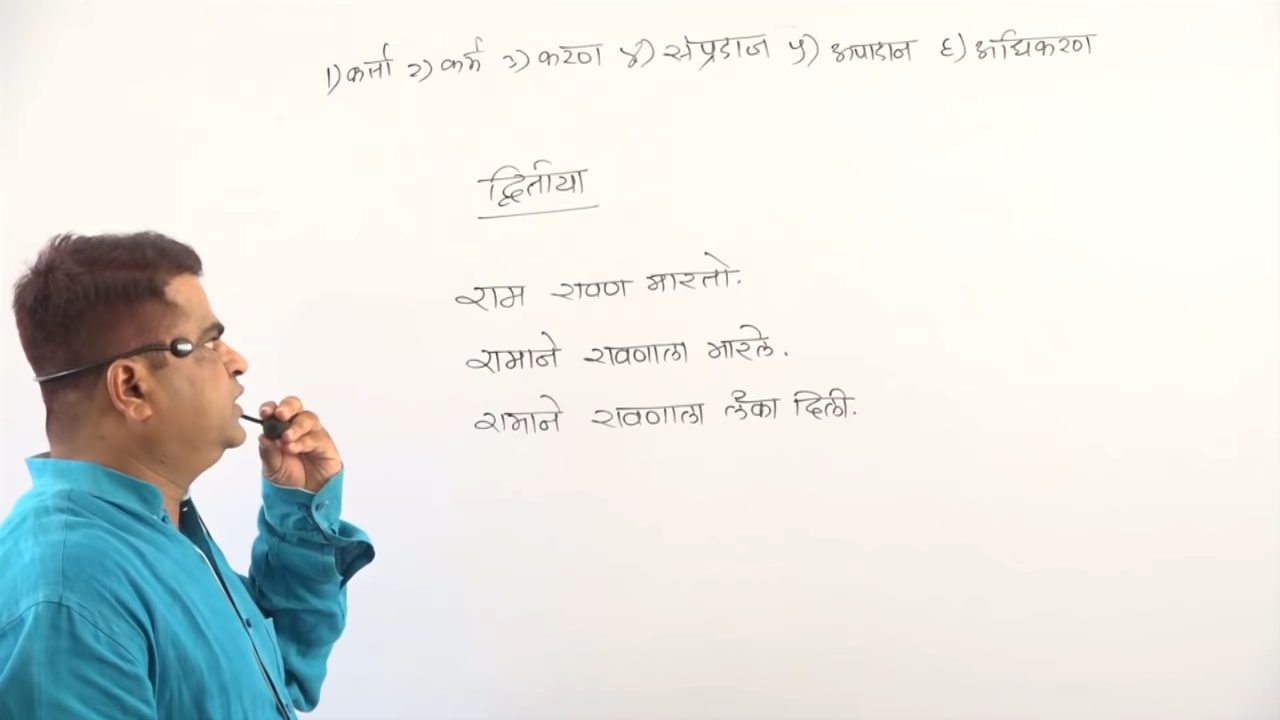 १) कर्ता २) कर्म ३) करण ४) संप्रदान ५) अपादान ६) अधिकरण
द्वितीया
राम रावण मारतो.
रामाने रावणाला मारले.
रामाने रावणाला लंका दिली.